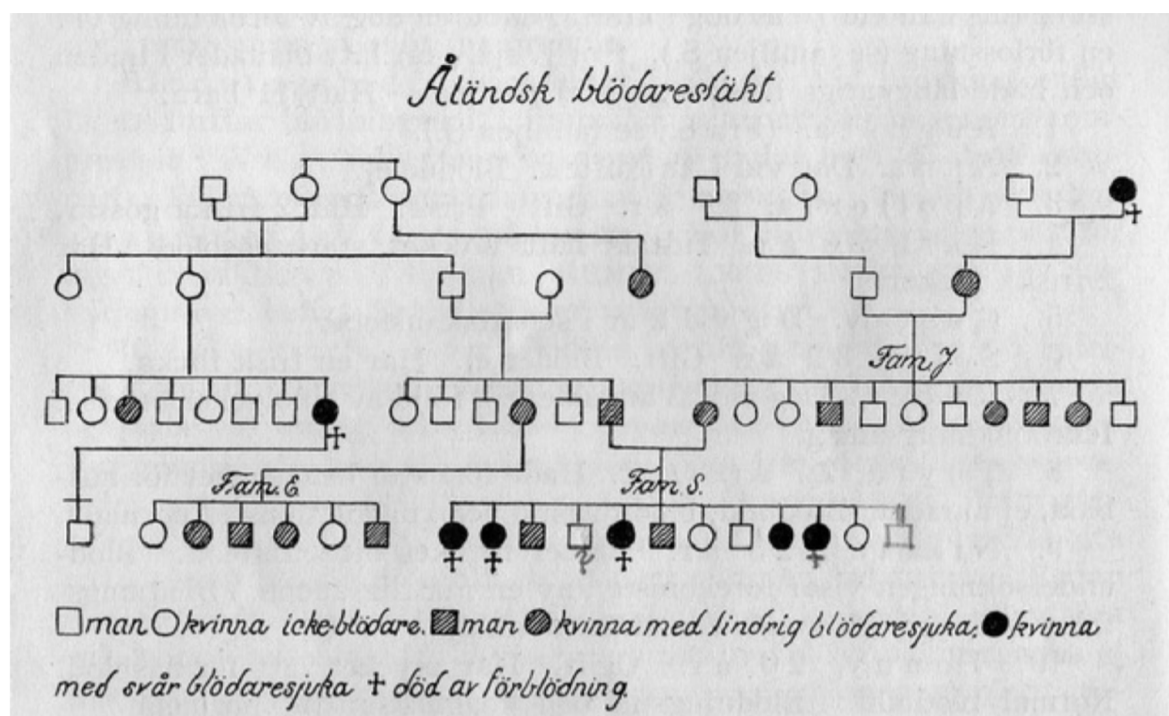 Åländsk blödaresläkt
Fam. J
Fam. E.
Fam. S.
man kvinna icke blödare. man kvinna med lindrig blödaresjuka. kvinna
med svår blödaresjuka † död av förblödning